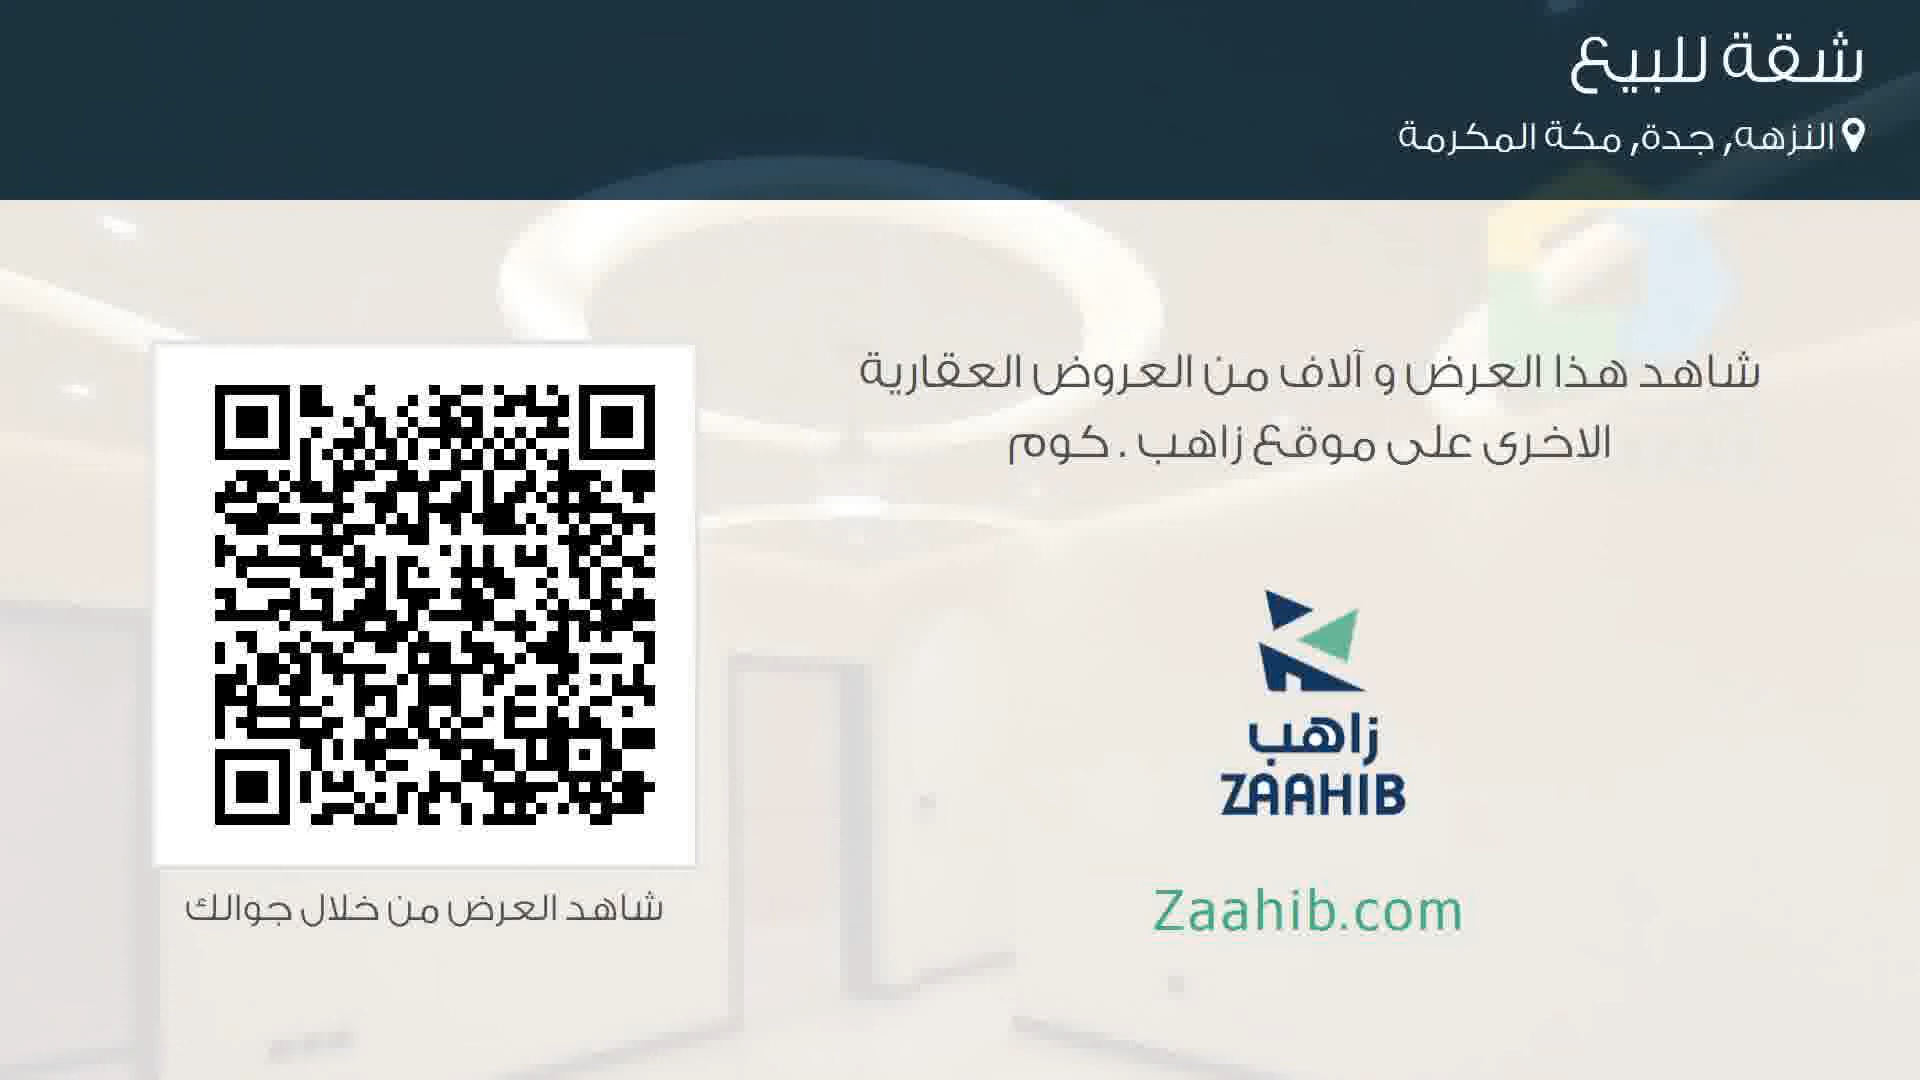 شقة للبيع
النزهه, جدة, مكة المكرمة
شاهد هذا العرض و آلاف من العروض العقارية
الاخرى على موقع زاهب . كوم
زاهب
ZAAHIB
Zaahib.com
شاهد العرض من خلال جوالك